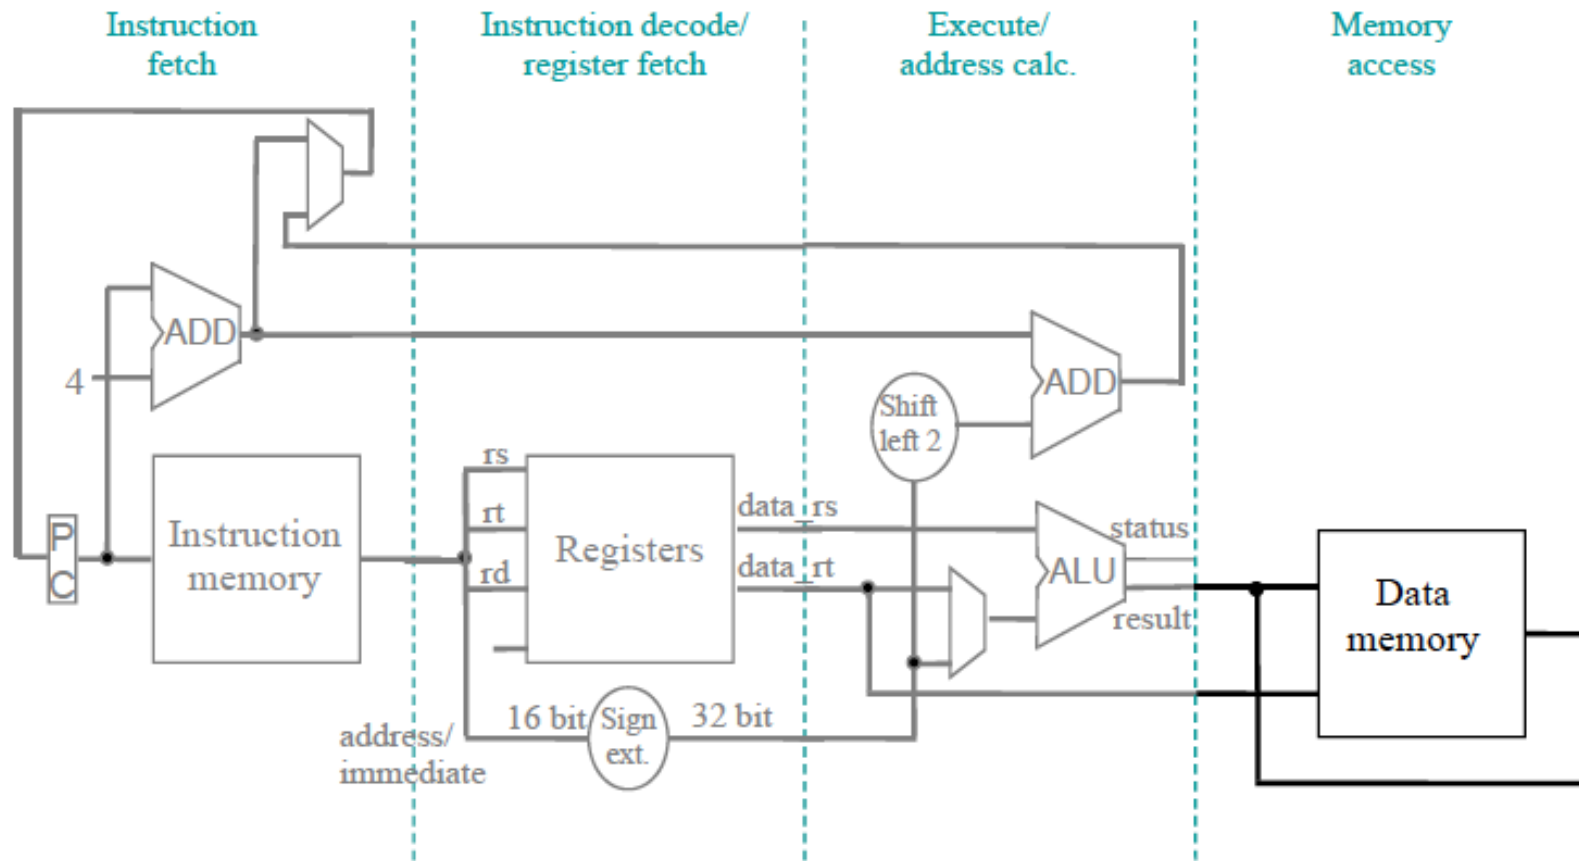 Instruction
fetch
Instruction decode/
register fetch
Execute/
address calc.
Memory
access
ADD
4
ADD
Shift
left 2
P
C
Instruction
memory
rs
rt
rd
Registers
data_rs
data_rt
ALU
status
result
Data
memory
address/
immediate
16 bit
Sign
ext.
32 bit